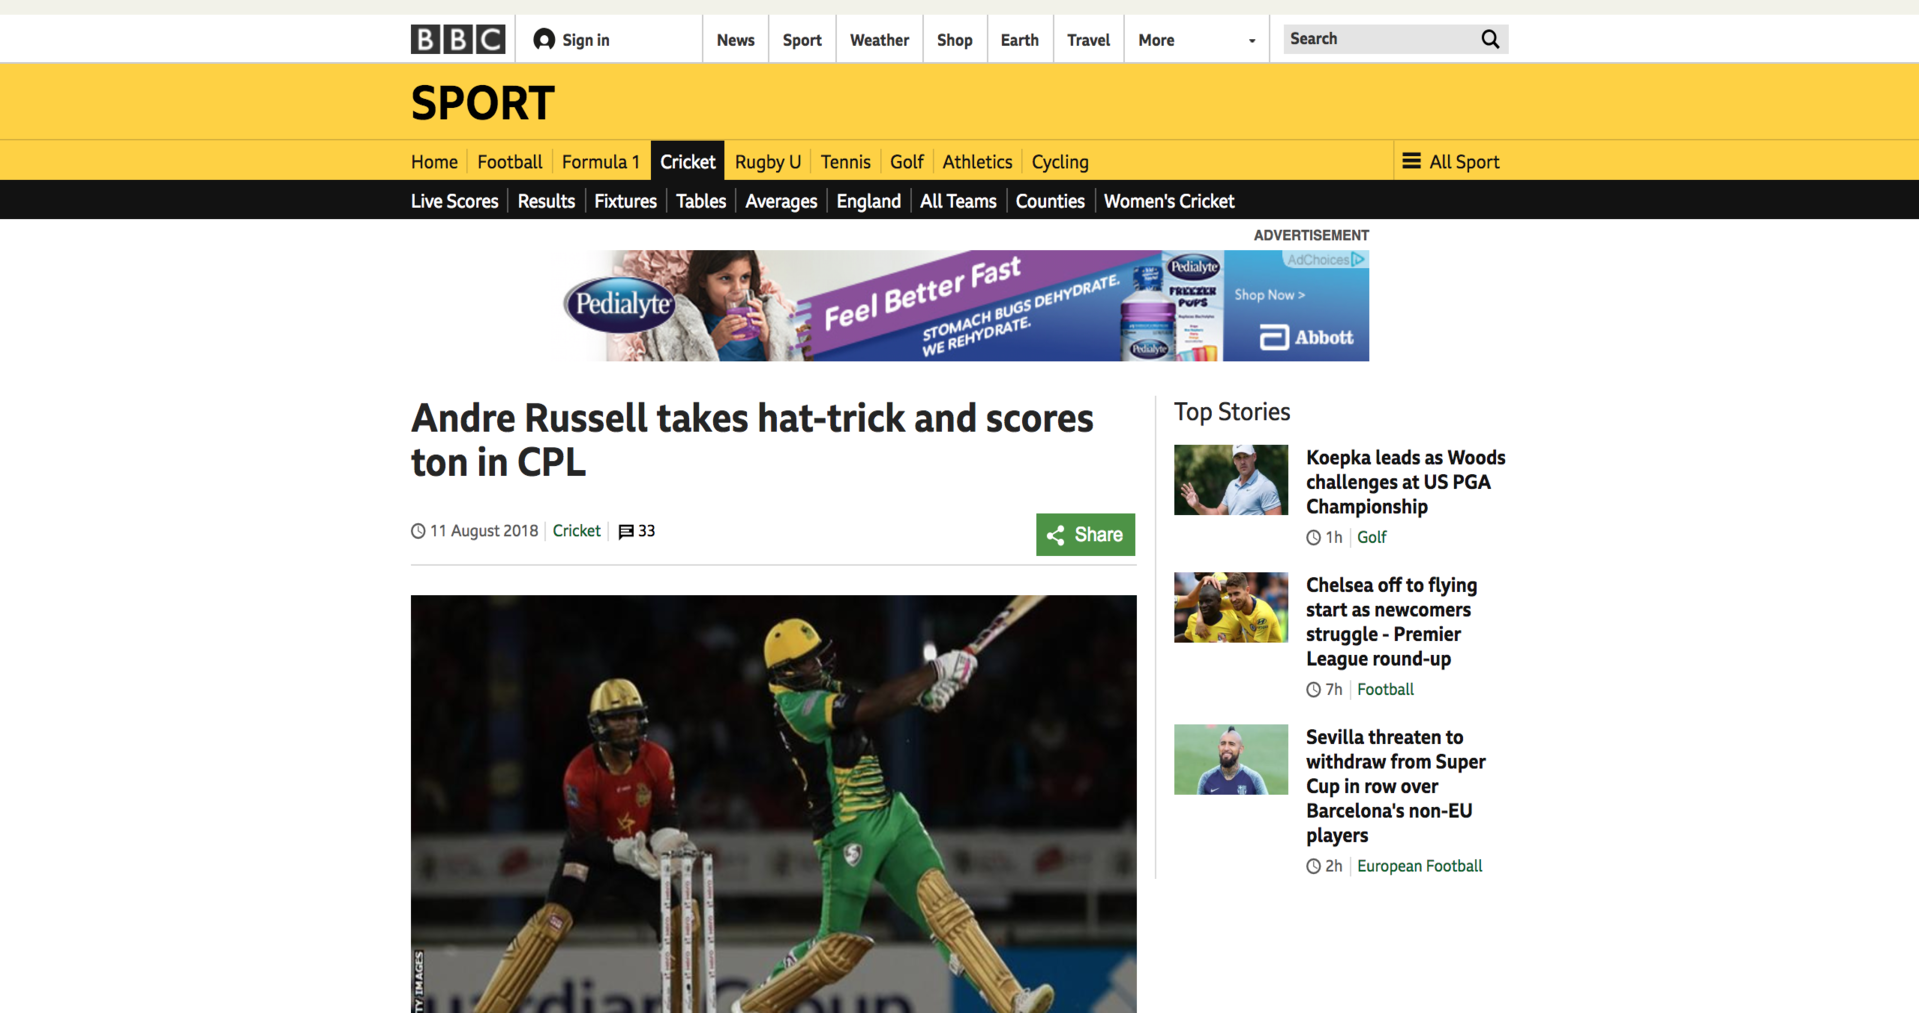 BBC
Sign in
News
Sport
Weather
Shop
Earth
Travel
More
Search
SPORT
Home
Football
Formula 1
Cricket
Rugby U
Tennis
Golf
Athletics
Cycling
All Sport
Live Scores
Results
Fixtures
Tables
Averages
England
All Teams
Counties
Women's Cricket
ADVERTISEMENT
Pedialyte
Feel Better Fast
STOMACH BUGS DEHYDRATE.
WE REHYDRATE.
Pedialyte
Pedialyte
FREEZER
POPS
AdChoices
Shop Now >
Abbott
Andre Russell takes hat-trick and scores
ton in CPL
11 August 2018
Cricket
33
Share
TY IMAGES
uardian Group
Top Stories
Koepka leads as Woods
challenges at US PGA
Championship
1h
Golf
Chelsea off to flying
start as newcomers
struggle - Premier
League round-up
7h
Football
Sevilla threaten to
withdraw from Super
Cup in row over
Barcelona's non-EU
players
2h
European Football